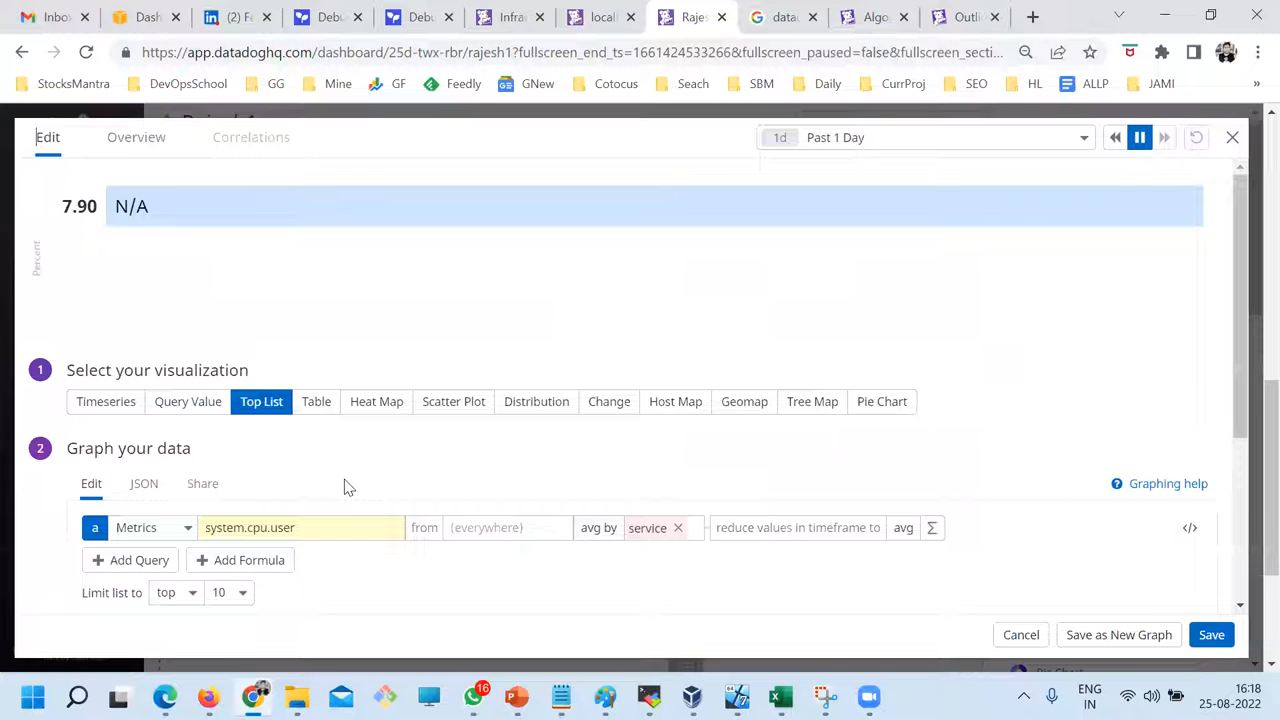 Inbox
Dash
(2) Fe
Debu
Debu
Infra
locall
Rajes
data
Algo
Outli
https://app.datadoghq.com/dashboard/25d-twx-rbr/rajesh1?fullscreen_end_ts=1661424533266&fullscreen_paused=false&fullscreen_secti...
StocksMantra
DevOpsSchool
GG
Mine
GF
Feedly
GNew
Cotocus
Seach
SBM
Daily
CurrProj
SEO
HL
ALLP
JAMI
»
Edit
Overview
Correlations
1d Past 1 Day
7.90 N/A
Percent
1 Select your visualization
Timeseries
Query Value
Top List
Table
Heat Map
Scatter Plot
Distribution
Change
Host Map
Geomap
Tree Map
Pie Chart
2 Graph your data
Edit
JSON
Share
? Graphing help
a Metrics system.cpu.user from (everywhere) avg by service × reduce values in timeframe to avg Σ </>
+ Add Query
+ Add Formula
Limit list to top 10
Cancel
Save as New Graph
Save
16
ENG
IN
16:18
25-08-2022